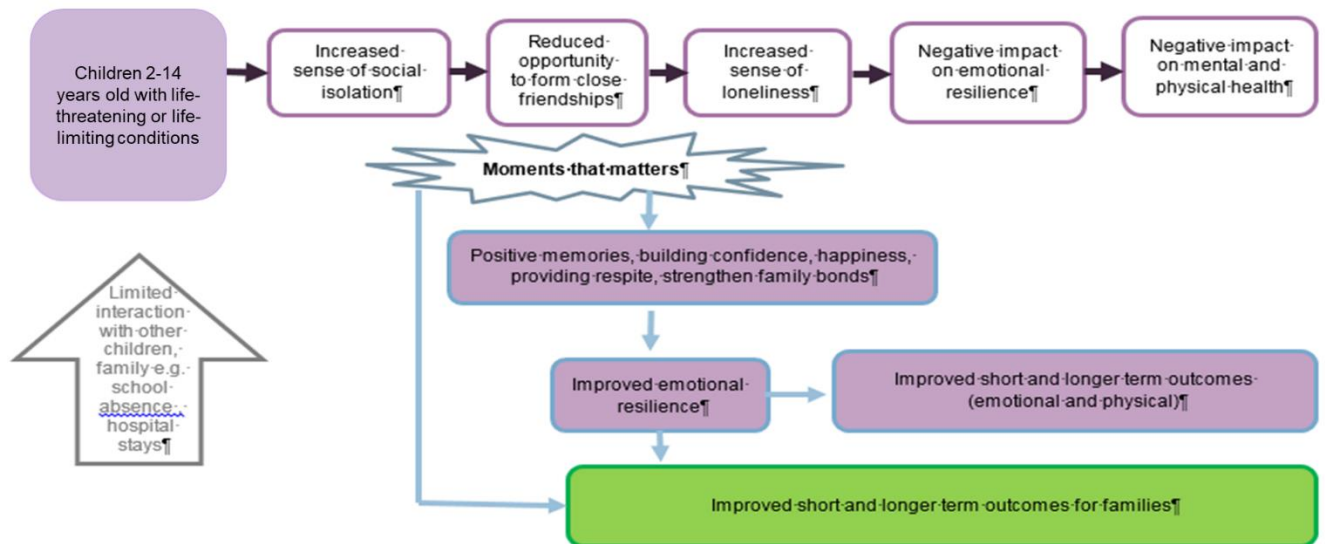 Children 2-14
years old with life-
threatening or life-
limiting conditions
Increased·
sense·of·social·
isolation¶
Reduced·
opportunity·
to·form·close·
friendships¶
Increased·
sense·of·
loneliness¶
Negative·impact·
on·emotional·
resilience¶
Negative·impact·
on·mental·and·
physical·health¶
Moments·that·matters¶
Positive·memories,·building·confidence,·happiness,·
providing·respite,·strengthen·family·bonds¶
Limited·
interaction·
with·other·
children,·
family·e.g.·
school·
absence·,·
hospital·
stays¶
Improved·emotional·
resilience¶
Improved·short·and·longer·term·outcomes·
(emotional·and·physical)¶
Improved·short·and·longer·term·outcomes·for·families¶